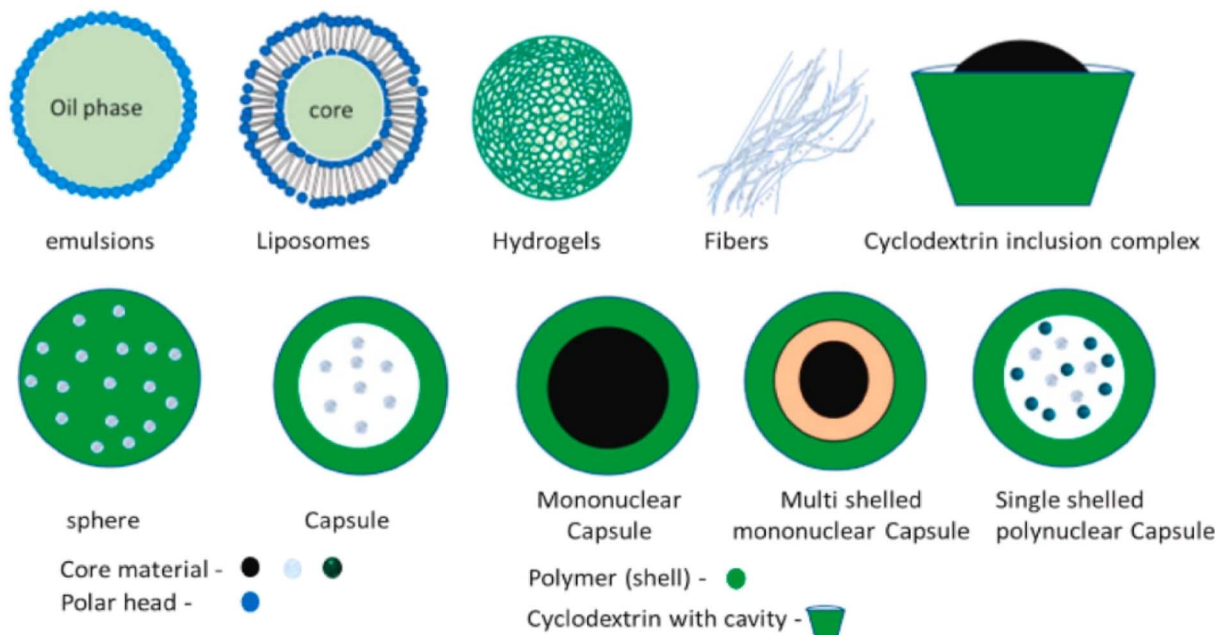 Oil phase
core
emulsions
Liposomes
Hydrogels
Fibers
Cyclodextrin inclusion complex
sphere
Capsule
Mononuclear
Capsule
Multi shelled
mononuclear Capsule
Single shelled
polynuclear Capsule
Core material -
Polar head -
Polymer (shell) -
Cyclodextrin with cavity -